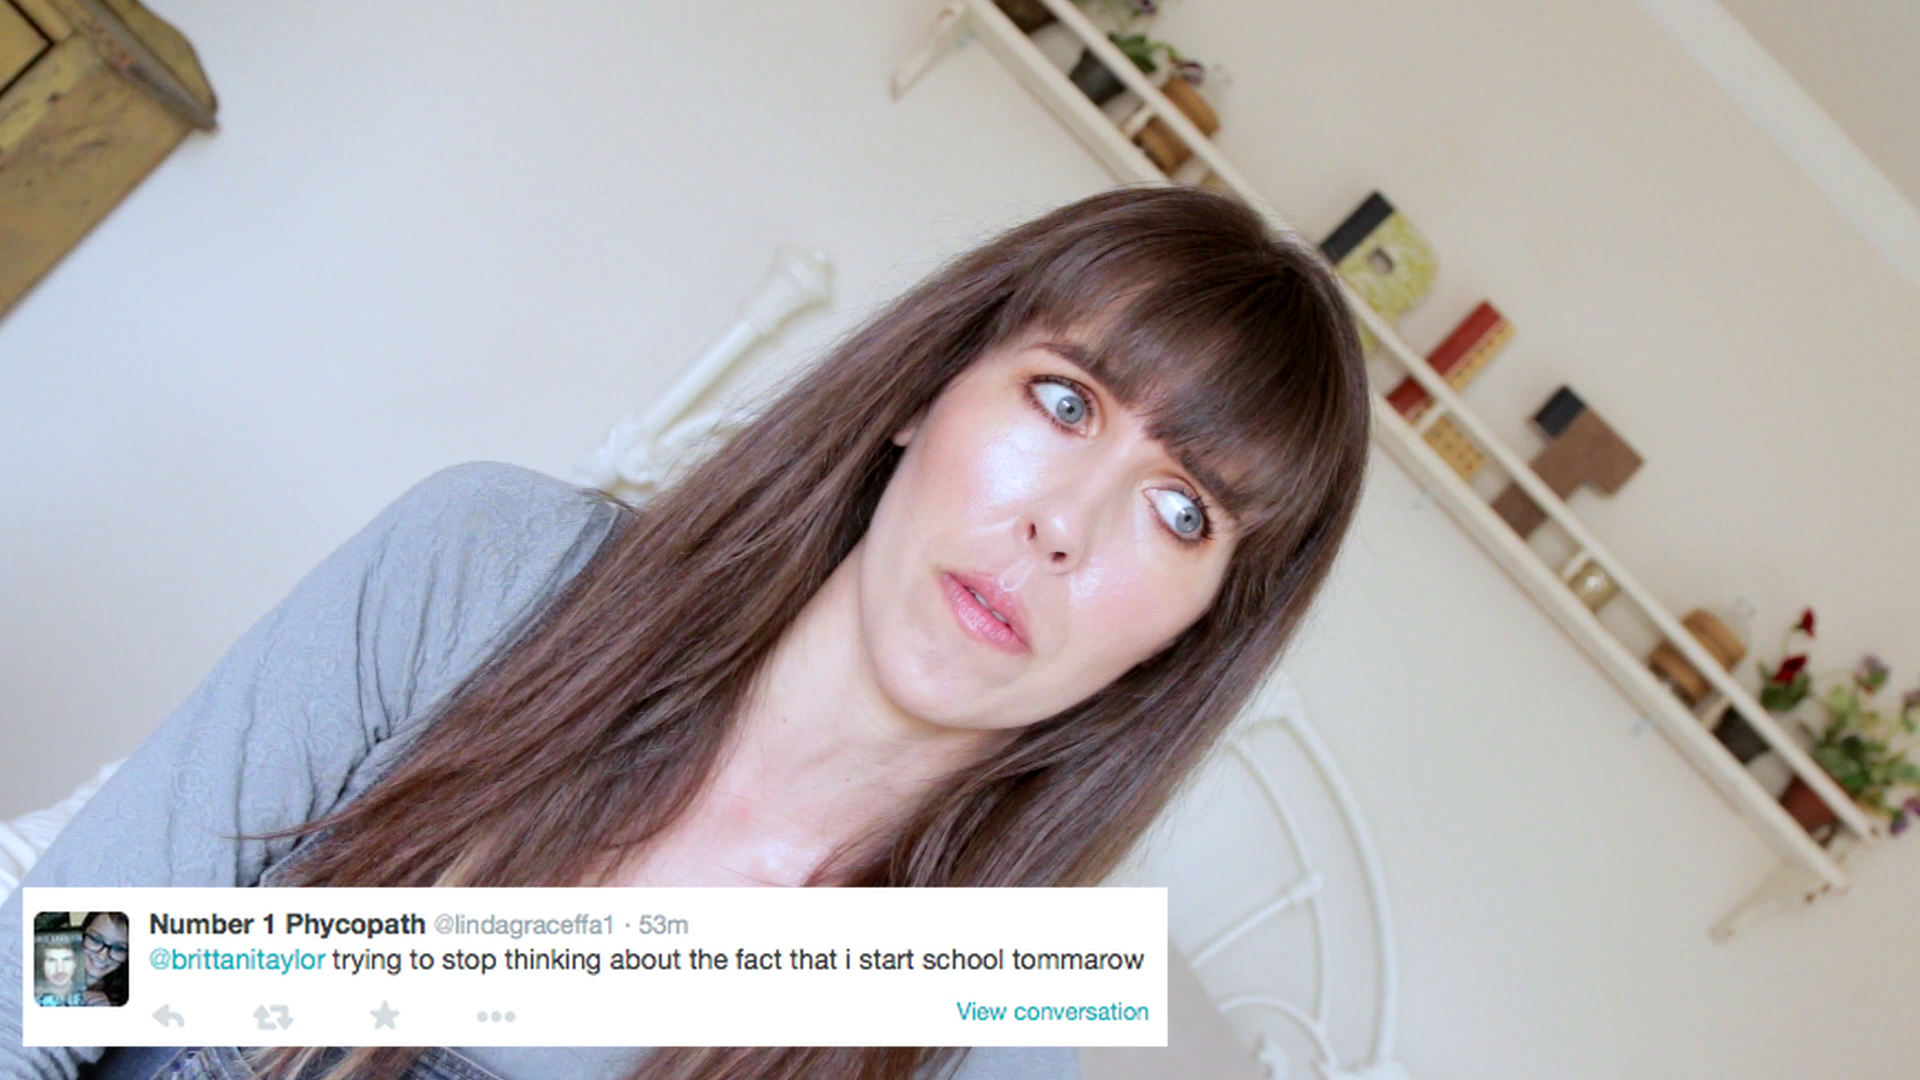 Number 1 Phycopath @lindagraceffa1 · 53m
@brittanitaylor trying to stop thinking about the fact that i start school tommarow
View conversation